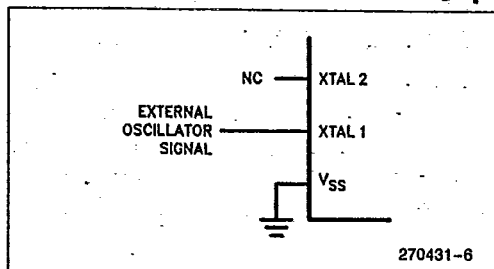 NC
XTAL 2
EXTERNAL
OSCILLATOR
SIGNAL
XTAL 1
VSS
270431-6